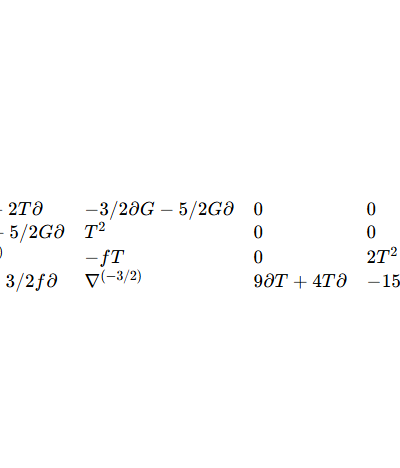 - 2T∂ -3/2∂G - 5/2G∂ 0 0
- 5/2G∂ T² 0 0
) -fT 0 2T²
3/2f∂ ∇^(-3/2) 9∂T + 4T∂ -15